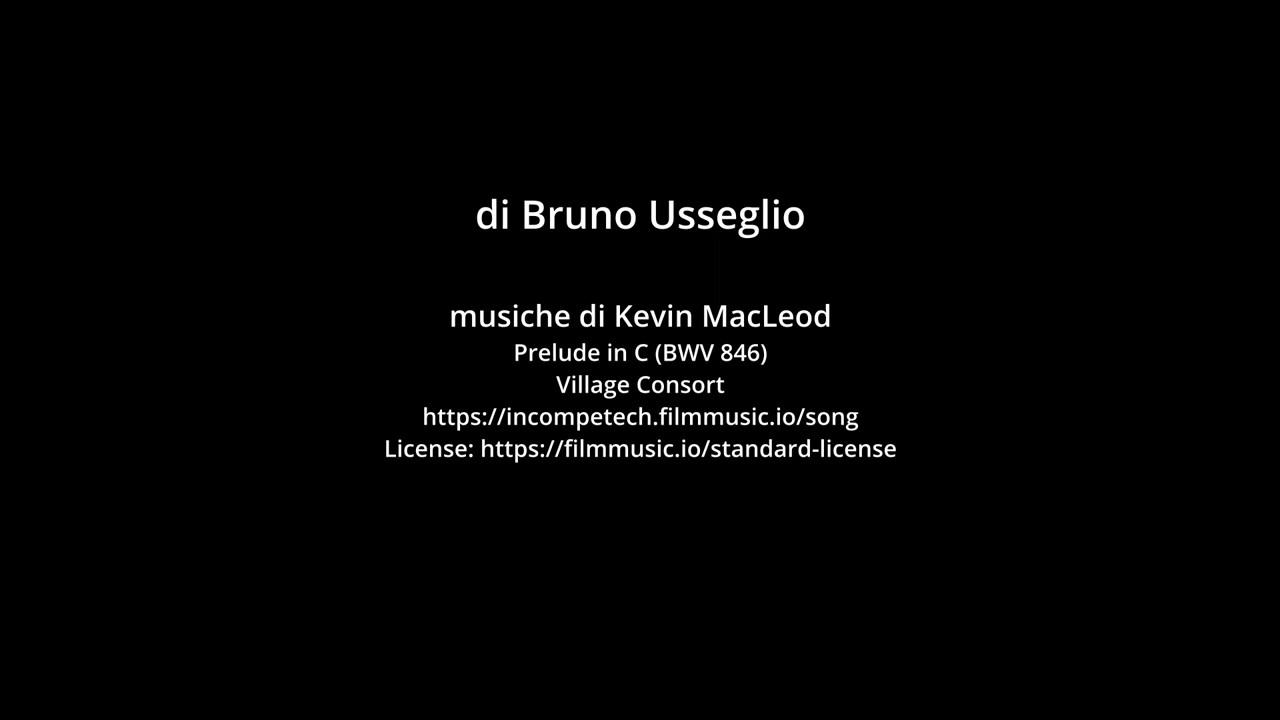 di Bruno Usseglio
musiche di Kevin MacLeod
Prelude in C (BWV 846)
Village Consort
https://incompetech.filmmusic.io/song
License: https://filmmusic.io/standard-license